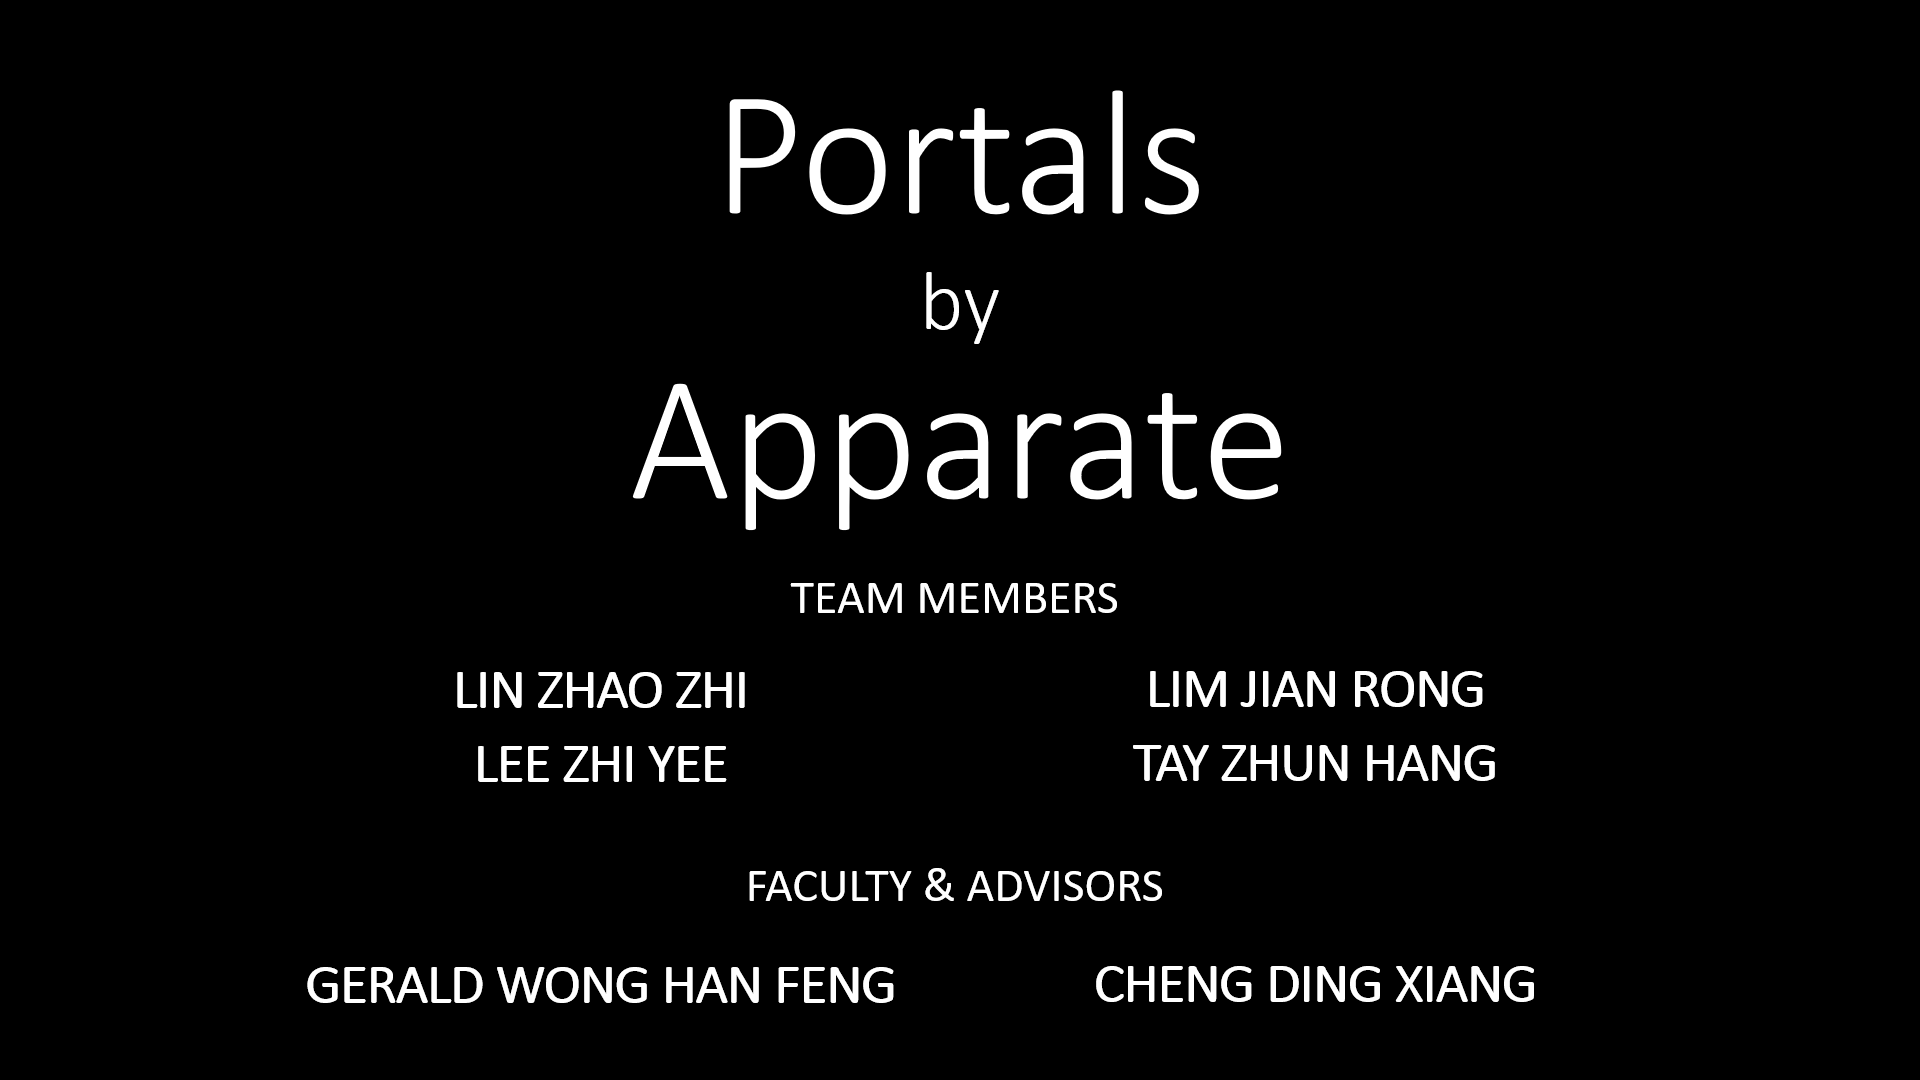 Portals
by
Apparate
TEAM MEMBERS
LIN ZHAO ZHI
LIM JIAN RONG
LEE ZHI YEE
TAY ZHUN HANG
FACULTY & ADVISORS
GERALD WONG HAN FENG
CHENG DING XIANG